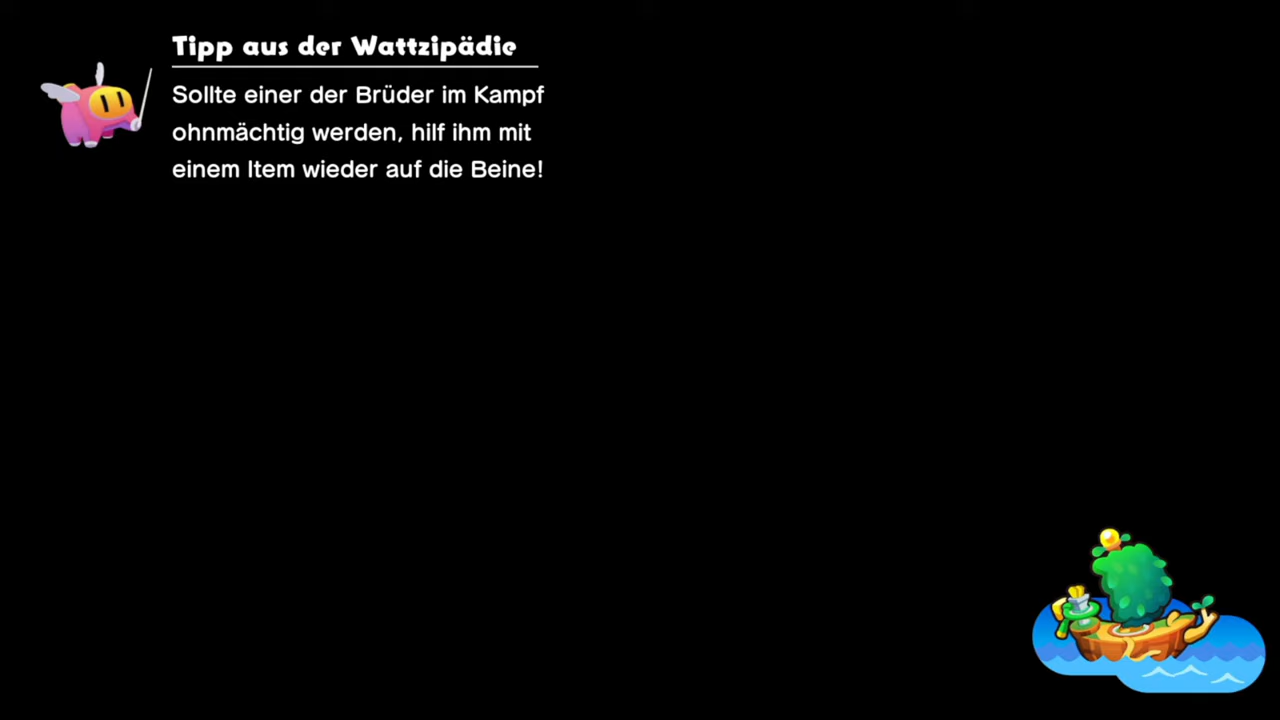 Tipp aus der Wattzipädie
Sollte einer der Brüder im Kampf
ohnmächtig werden, hilf ihm mit
einem Item wieder auf die Beine!